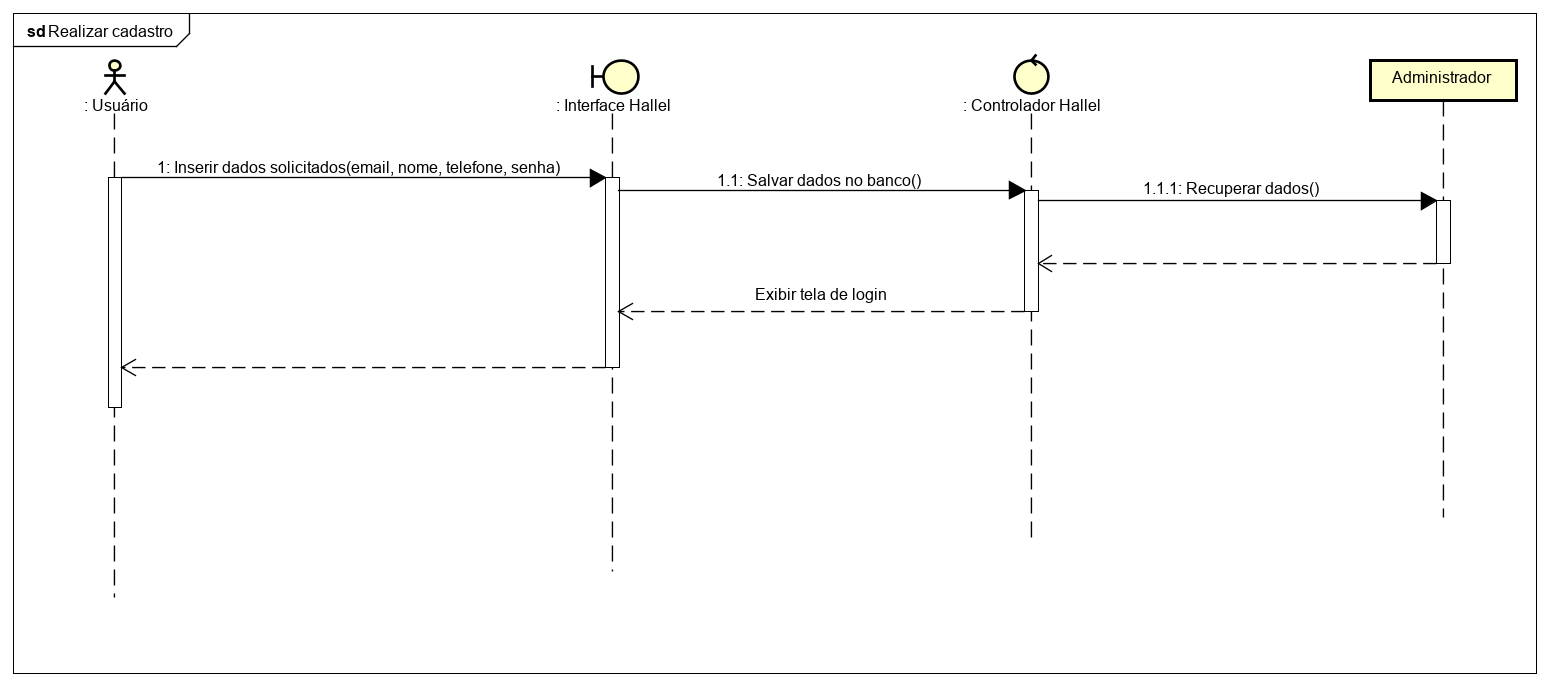 sd Realizar cadastro
: Usuário
: Interface Hallel
: Controlador Hallel
Administrador
1: Inserir dados solicitados(email, nome, telefone, senha)
1.1: Salvar dados no banco()
1.1.1: Recuperar dados()
Exibir tela de login